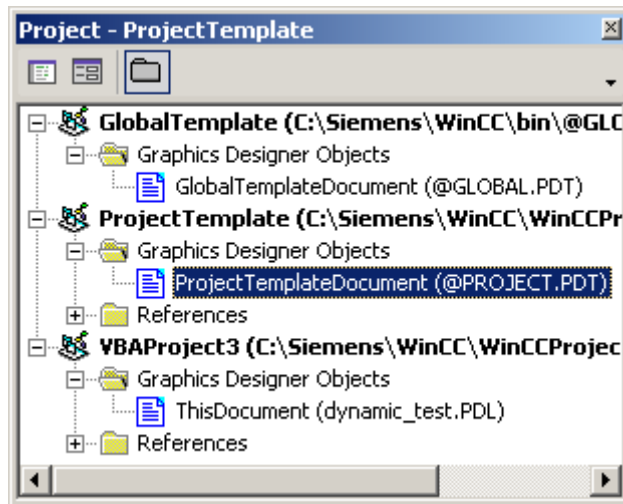 Project - ProjectTemplate
GlobalTemplate (C:\Siemens\WinCC\bin\@GLC
Graphics Designer Objects
GlobalTemplateDocument (@GLOBAL.PDT)
ProjectTemplate (C:\Siemens\WinCC\WinCCPr
Graphics Designer Objects
ProjectTemplateDocument (@PROJECT.PDT)
References
VBAProject3 (C:\Siemens\WinCC\WinCCProjec
Graphics Designer Objects
ThisDocument (dynamic_test.PDL)
References